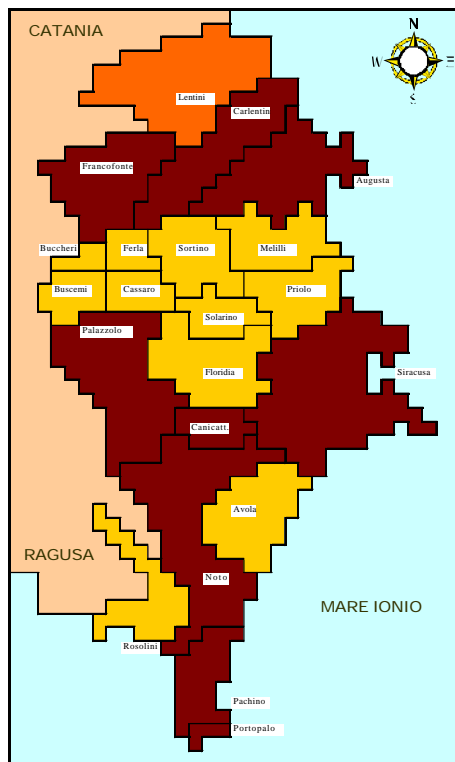 CATANIA
N
W
E
S
Lentini
Carlentin
Francofonte
Augusta
Buccheri
Ferla
Sortino
Melilli
Buscemi
Cassaro
Priolo
Solarino
Palazzolo
Floridia
Siracusa
Canicatt.
Avola
RAGUSA
Noto
MARE IONIO
Rosolini
Pachino
Portopalo